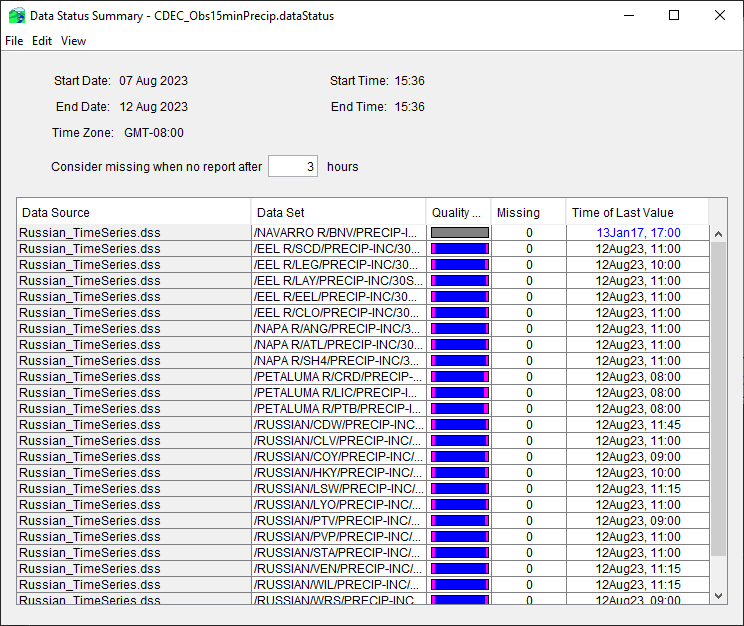 Data Status Summary - CDEC_Obs15minPrecip.dataStatus
File Edit View
Start Date: 07 Aug 2023 Start Time: 15:36
End Date: 12 Aug 2023 End Time: 15:36
Time Zone: GMT-08:00
Consider missing when no report after 3 hours
Data Source Data Set Quality ... Missing Time of Last Value
Russian_TimeSeries.dss /NAVARRO R/BNV/PRECIP-I... 0 13Jan17, 17:00
Russian_TimeSeries.dss /EEL R/SCD/PRECIP-INC/30... 0 12Aug23, 11:00
Russian_TimeSeries.dss /EEL R/LEG/PRECIP-INC/30... 0 12Aug23, 10:00
Russian_TimeSeries.dss /EEL R/LAY/PRECIP-INC/30S... 0 12Aug23, 11:00
Russian_TimeSeries.dss /EEL R/EEL/PRECIP-INC/30... 0 12Aug23, 11:00
Russian_TimeSeries.dss /EEL R/CLO/PRECIP-INC/30... 0 12Aug23, 11:00
Russian_TimeSeries.dss /NAPA R/ANG/PRECIP-INC/3... 0 12Aug23, 11:00
Russian_TimeSeries.dss /NAPA R/ATL/PRECIP-INC/30... 0 12Aug23, 11:00
Russian_TimeSeries.dss /NAPA R/SH4/PRECIP-INC/3... 0 12Aug23, 11:00
Russian_TimeSeries.dss /PETALUMA R/CRD/PRECIP-... 0 12Aug23, 08:00
Russian_TimeSeries.dss /PETALUMA R/LIC/PRECIP-I... 0 12Aug23, 08:00
Russian_TimeSeries.dss /PETALUMA R/PTB/PRECIP-I... 0 12Aug23, 08:00
Russian_TimeSeries.dss /RUSSIAN/CDW/PRECIP-INC... 0 12Aug23, 11:45
Russian_TimeSeries.dss /RUSSIAN/CLV/PRECIP-INC/... 0 12Aug23, 11:00
Russian_TimeSeries.dss /RUSSIAN/COY/PRECIP-INC/... 0 12Aug23, 09:00
Russian_TimeSeries.dss /RUSSIAN/HKY/PRECIP-INC/... 0 12Aug23, 10:00
Russian_TimeSeries.dss /RUSSIAN/LSW/PRECIP-INC/... 0 12Aug23, 11:15
Russian_TimeSeries.dss /RUSSIAN/LYO/PRECIP-INC/... 0 12Aug23, 11:00
Russian_TimeSeries.dss /RUSSIAN/PTV/PRECIP-INC/... 0 12Aug23, 09:00
Russian_TimeSeries.dss /RUSSIAN/PVP/PRECIP-INC/... 0 12Aug23, 11:00
Russian_TimeSeries.dss /RUSSIAN/STA/PRECIP-INC/... 0 12Aug23, 11:00
Russian_TimeSeries.dss /RUSSIAN/VEN/PRECIP-INC/... 0 12Aug23, 11:15
Russian_TimeSeries.dss /RUSSIAN/WIL/PRECIP-INC/... 0 12Aug23, 11:15
Russian_TimeSeries.dss /RUSSIAN/WRS/PRECIP-INC 0 12Aug23, 09:00